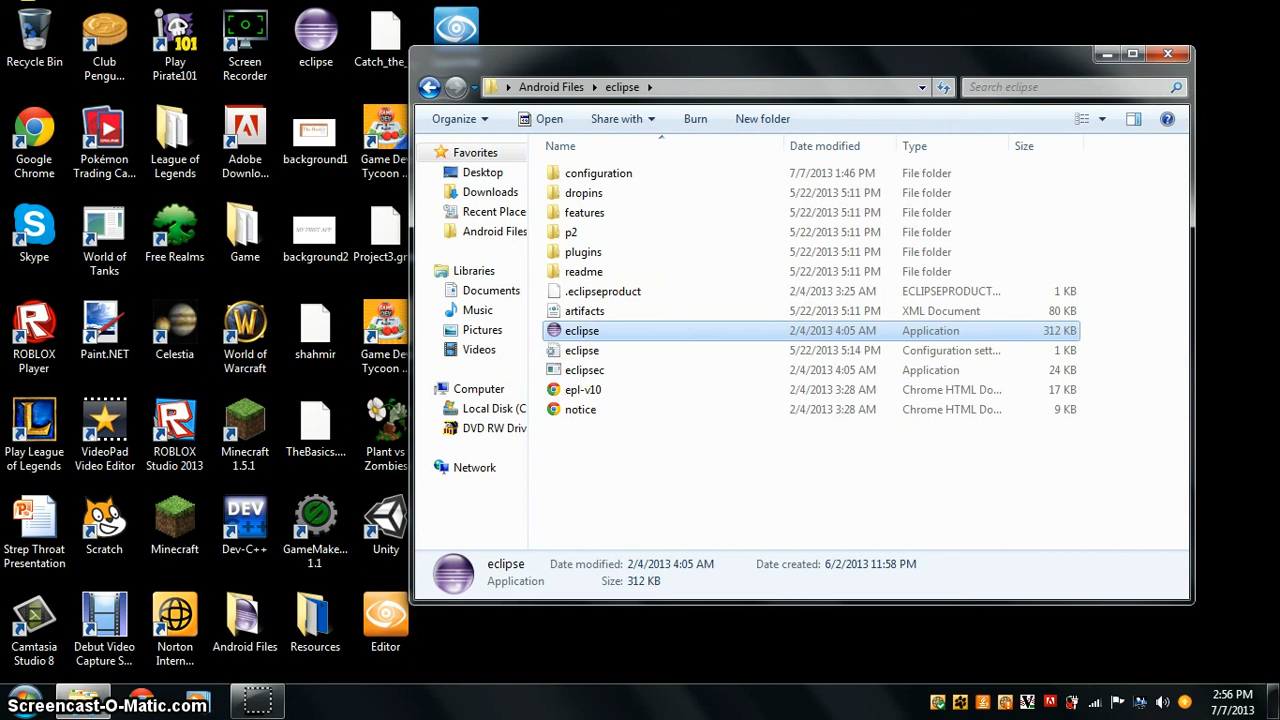 Recycle Bin
Club Pengu...
Play Pirate101
101
Screen Recorder
eclipse
Catch_the_
Google Chrome
Pokémon Trading Ca...
League of Legends
Adobe Downlo...
background1
Game Dev Tycoon
Skype
World of Tanks
Free Realms
Game
MY FIRST APP
background2
Project3.gr
ROBLOX Player
Paint.NET
Celestia
World of Warcraft
shahmir
Game Dev Tycoon
Play League of Legends
VideoPad Video Editor
ROBLOX Studio 2013
Minecraft 1.5.1
TheBasics....
Plant vs Zombies
Strep Throat Presentation
Scratch
Minecraft
DEV
Dev-C++
GameMake... 1.1
Unity
Camtasia Studio 8
Debut Video Capture S...
Norton Intern...
Android Files
Resources
Editor
Android Files
eclipse
Search eclipse
Organize
Open
Share with
Burn
New folder
Favorites
Desktop
Downloads
Recent Place
Android Files
Libraries
Documents
Music
Pictures
Videos
Computer
Local Disk (C
DVD RW Driv
Network
Name Date modified Type Size
configuration 7/7/2013 1:46 PM File folder
dropins 5/22/2013 5:11 PM File folder
features 5/22/2013 5:11 PM File folder
p2 5/22/2013 5:11 PM File folder
plugins 5/22/2013 5:11 PM File folder
readme 5/22/2013 5:11 PM File folder
.eclipseproduct 2/4/2013 3:25 AM ECLIPSEPRODUCT... 1 KB
artifacts 5/22/2013 5:11 PM XML Document 80 KB
eclipse 2/4/2013 4:05 AM Application 312 KB
eclipse 5/22/2013 5:14 PM Configuration sett... 1 KB
eclipsec 2/4/2013 4:05 AM Application 24 KB
epl-v10 2/4/2013 3:28 AM Chrome HTML Do... 17 KB
notice 2/4/2013 3:28 AM Chrome HTML Do... 9 KB
eclipse Date modified: 2/4/2013 4:05 AM Date created: 6/2/2013 11:58 PM
Application Size: 312 KB
Screencast-O-Matic.com
2:56 PM
7/7/2013